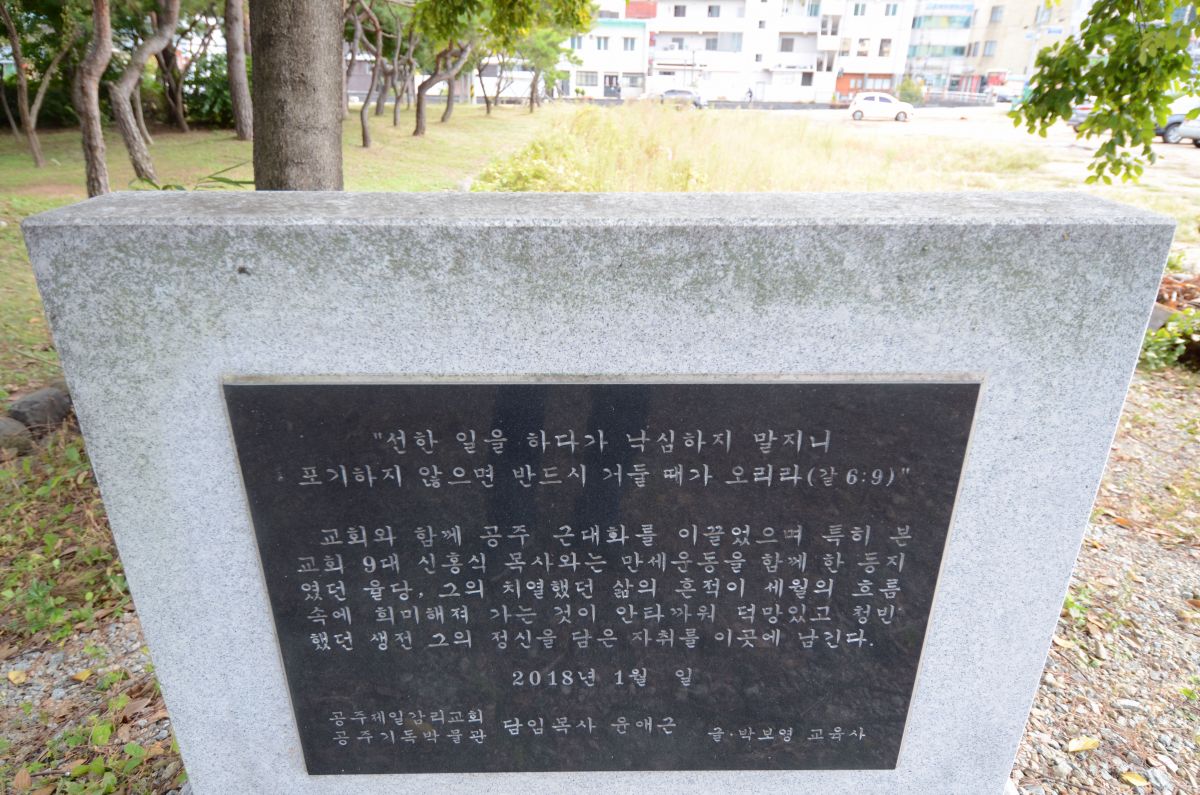 "선한 일을 하다가 낙심하지 말지니
포기하지 않으면 반드시 거둘 때가 오리라(갈 6:9)"
교회와 함께 공주 근대화를 이끌었으며 특히 본
교회 9대 신홍식 목사와는 만세운동을 함께 한 동지
였던 율당, 그의 치열했던 삶의 흔적이 세월의 흐름
속에 희미해져 가는 것이 안타까워 덕망있고 청빈
했던 생전 그의 정신을 담은 자취를 이곳에 남긴다.
2018년 1월 일
공주제일감리교회
공주기독박물관
담임목사 윤애근
글·박보영 교육사